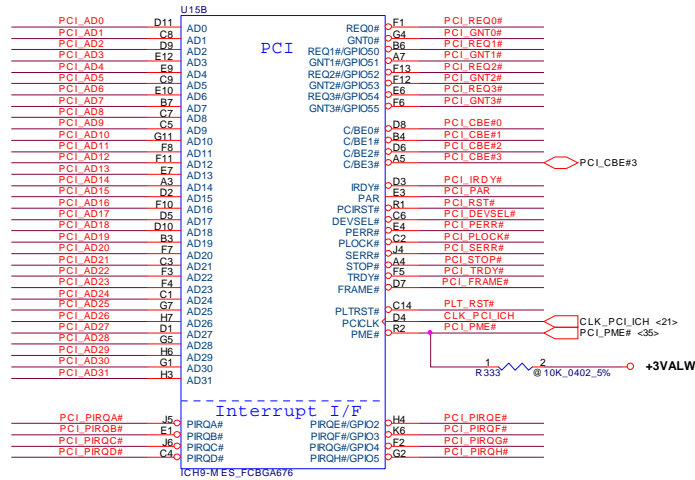 U15B
PCI
PCI_AD0 D11 AD0 REQ0# F1 PCI_REQ0#
PCI_AD1 C8 AD1 GNT0# G4 PCI_GNT0#
PCI_AD2 D9 AD2 REQ1#/GPIO50 B6 PCI_REQ1#
PCI_AD3 E12 AD3 GNT1#/GPIO51 A7 PCI_GNT1#
PCI_AD4 E9 AD4 REQ2#/GPIO52 F13 PCI_REQ2#
PCI_AD5 C9 AD5 GNT2#/GPIO53 F12 PCI_GNT2#
PCI_AD6 E10 AD6 REQ3#/GPIO54 E6 PCI_REQ3#
PCI_AD7 B7 AD7 GNT3#/GPIO55 F6 PCI_GNT3#
PCI_AD8 C7 AD8
PCI_AD9 C5 AD9 C/BE0# D8 PCI_CBE#0
PCI_AD10 G11 AD10 C/BE1# B4 PCI_CBE#1
PCI_AD11 F8 AD11 C/BE2# D6 PCI_CBE#2
PCI_AD12 F11 AD12 C/BE3# A5 PCI_CBE#3 PCI_CBE#3
PCI_AD13 E7 AD13
PCI_AD14 A3 AD14 IRDY# D3 PCI_IRDY#
PCI_AD15 D2 AD15 PAR E3 PCI_PAR
PCI_AD16 F10 AD16 PCIRST# R1 PCI_RST#
PCI_AD17 D5 AD17 DEVSEL# C6 PCI_DEVSEL#
PCI_AD18 D10 AD18 PERR# E4 PCI_PERR#
PCI_AD19 B3 AD19 PLOCK# C2 PCI_PLOCK#
PCI_AD20 F7 AD20 SERR# J4 PCI_SERR#
PCI_AD21 C3 AD21 STOP# A4 PCI_STOP#
PCI_AD22 F3 AD22 TRDY# F5 PCI_TRDY#
PCI_AD23 F4 AD23 FRAME# D7 PCI_FRAME#
PCI_AD24 C1 AD24
PCI_AD25 G7 AD25 PLTRST# C14 PLT_RST#
PCI_AD26 H7 AD26 PCICLK D4 CLK_PCI_ICH CLK_PCI_ICH <21>
PCI_AD27 D1 AD27 PME# R2 PCI_PME# PCI_PME# <35>
PCI_AD28 G5 AD28
PCI_AD29 H6 AD29
PCI_AD30 G1 AD30
PCI_AD31 H3 AD31
1 2 +3VALW
R333 @10K_0402_5%
Interrupt I/F
PCI_PIRQA# J5 PIRQA# PIRQE#/GPIO2 H4 PCI_PIRQE#
PCI_PIRQB# E1 PIRQB# PIRQF#/GPIO3 K6 PCI_PIRQF#
PCI_PIRQC# J6 PIRQC# PIRQG#/GPIO4 F2 PCI_PIRQG#
PCI_PIRQD# C4 PIRQD# PIRQH#/GPIO5 G2 PCI_PIRQH#
ICH9-M ES_FCBGA676